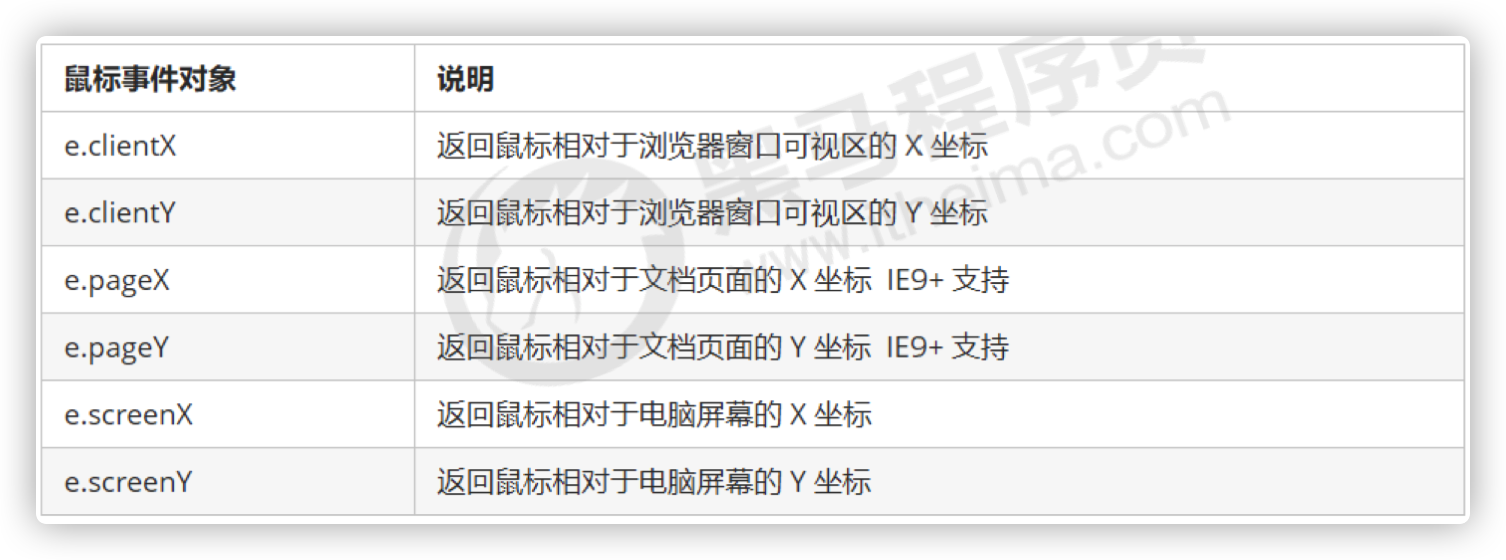 鼠标事件对象 说明
e.clientX 返回鼠标相对于浏览器窗口可视区的 X 坐标
e.clientY 返回鼠标相对于浏览器窗口可视区的 Y 坐标
e.pageX 返回鼠标相对于文档页面的 X 坐标 IE9+ 支持
e.pageY 返回鼠标相对于文档页面的 Y 坐标 IE9+ 支持
e.screenX 返回鼠标相对于电脑屏幕的 X 坐标
e.screenY 返回鼠标相对于电脑屏幕的 Y 坐标
黑马程序员
www.itheima.com